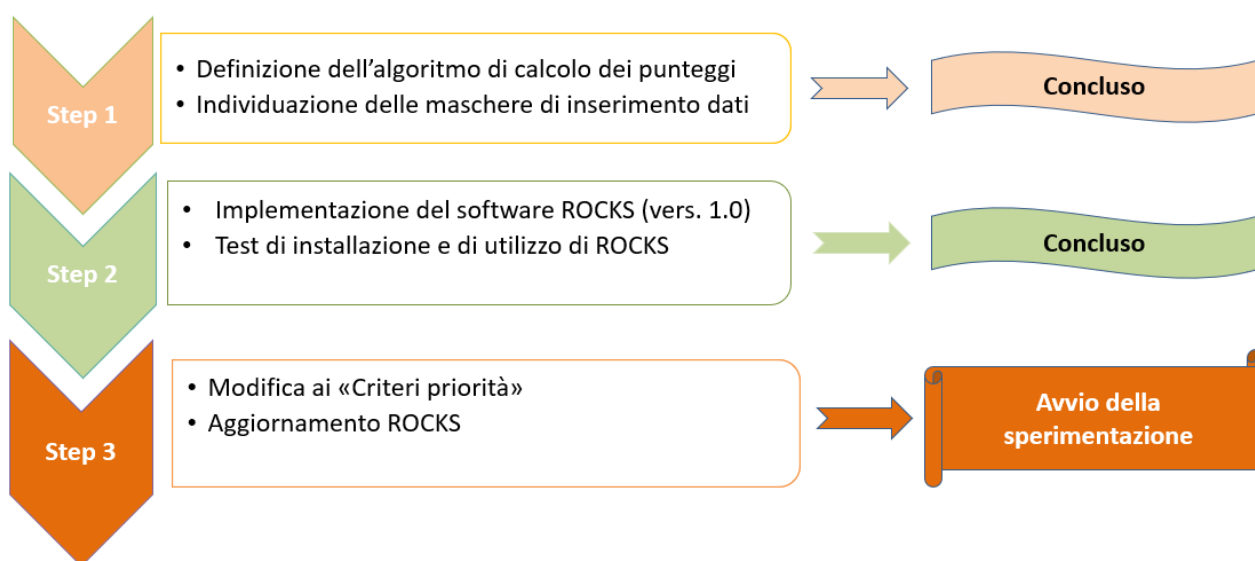 Step 1
• Definizione dell’algoritmo di calcolo dei punteggi
• Individuazione delle maschere di inserimento dati
Concluso
Step 2
• Implementazione del software ROCKS (vers. 1.0)
• Test di installazione e di utilizzo di ROCKS
Concluso
Step 3
• Modifica ai «Criteri priorità»
• Aggiornamento ROCKS
Avvio della
sperimentazione